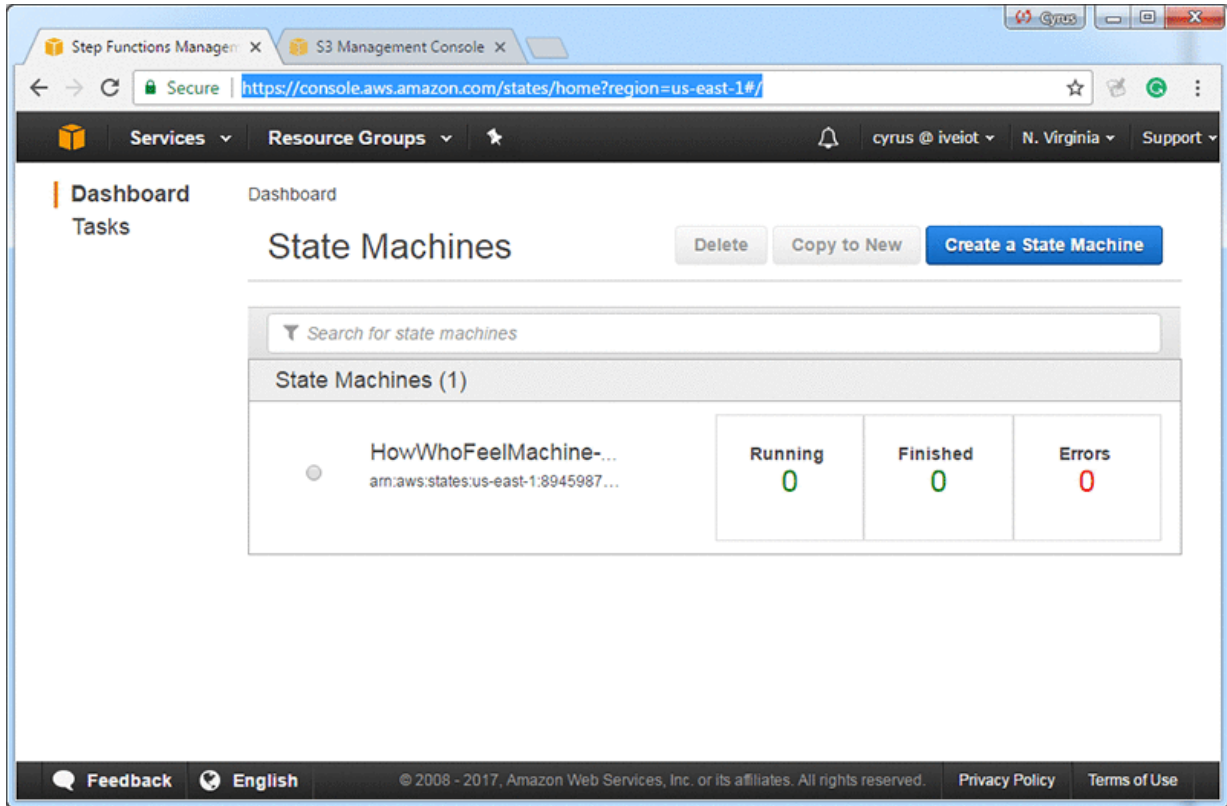 Cyrus
Step Functions Managem
S3 Management Console
Secure
https://console.aws.amazon.com/states/home?region=us-east-1#/
Services
Resource Groups
cyrus @ iveiot
N. Virginia
Support
Dashboard
Tasks
Dashboard
State Machines
Delete
Copy to New
Create a State Machine
Search for state machines
State Machines (1)
HowWhoFeelMachine-...
arn:aws:states:us-east-1:8945987...
Running
0
Finished
0
Errors
0
Feedback
English
© 2008 - 2017, Amazon Web Services, Inc. or its affiliates. All rights reserved.
Privacy Policy
Terms of Use